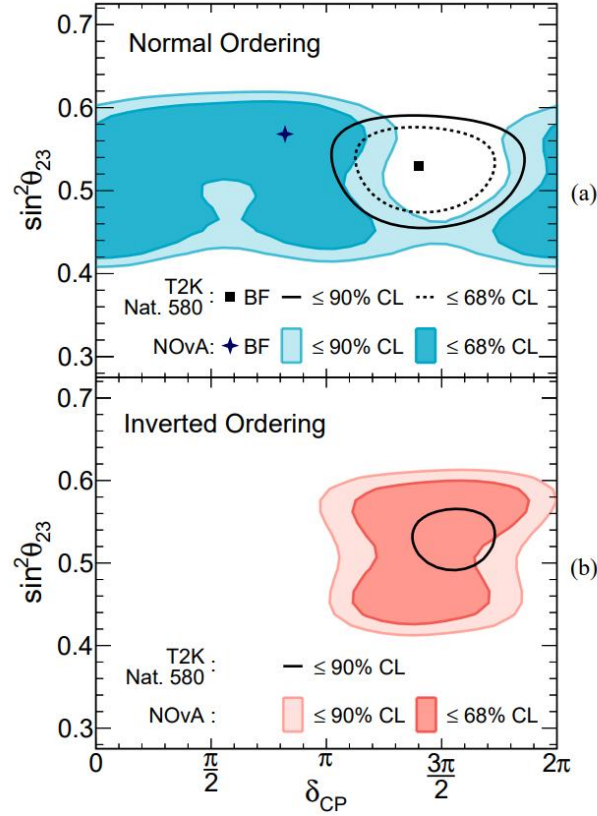 0.7
Normal Ordering
0.6
0.5
sin²θ₂₃
(a)
0.4
T2K
Nat. 580 : BF ≤ 90% CL ≤ 68% CL
NOvA: BF ≤ 90% CL ≤ 68% CL
0.3
0.7
Inverted Ordering
0.6
0.5
sin²θ₂₃
(b)
0.4
T2K
Nat. 580 : ≤ 90% CL
NOvA : ≤ 90% CL ≤ 68% CL
0.3
0 π/2 π 3π/2 2π
δCP